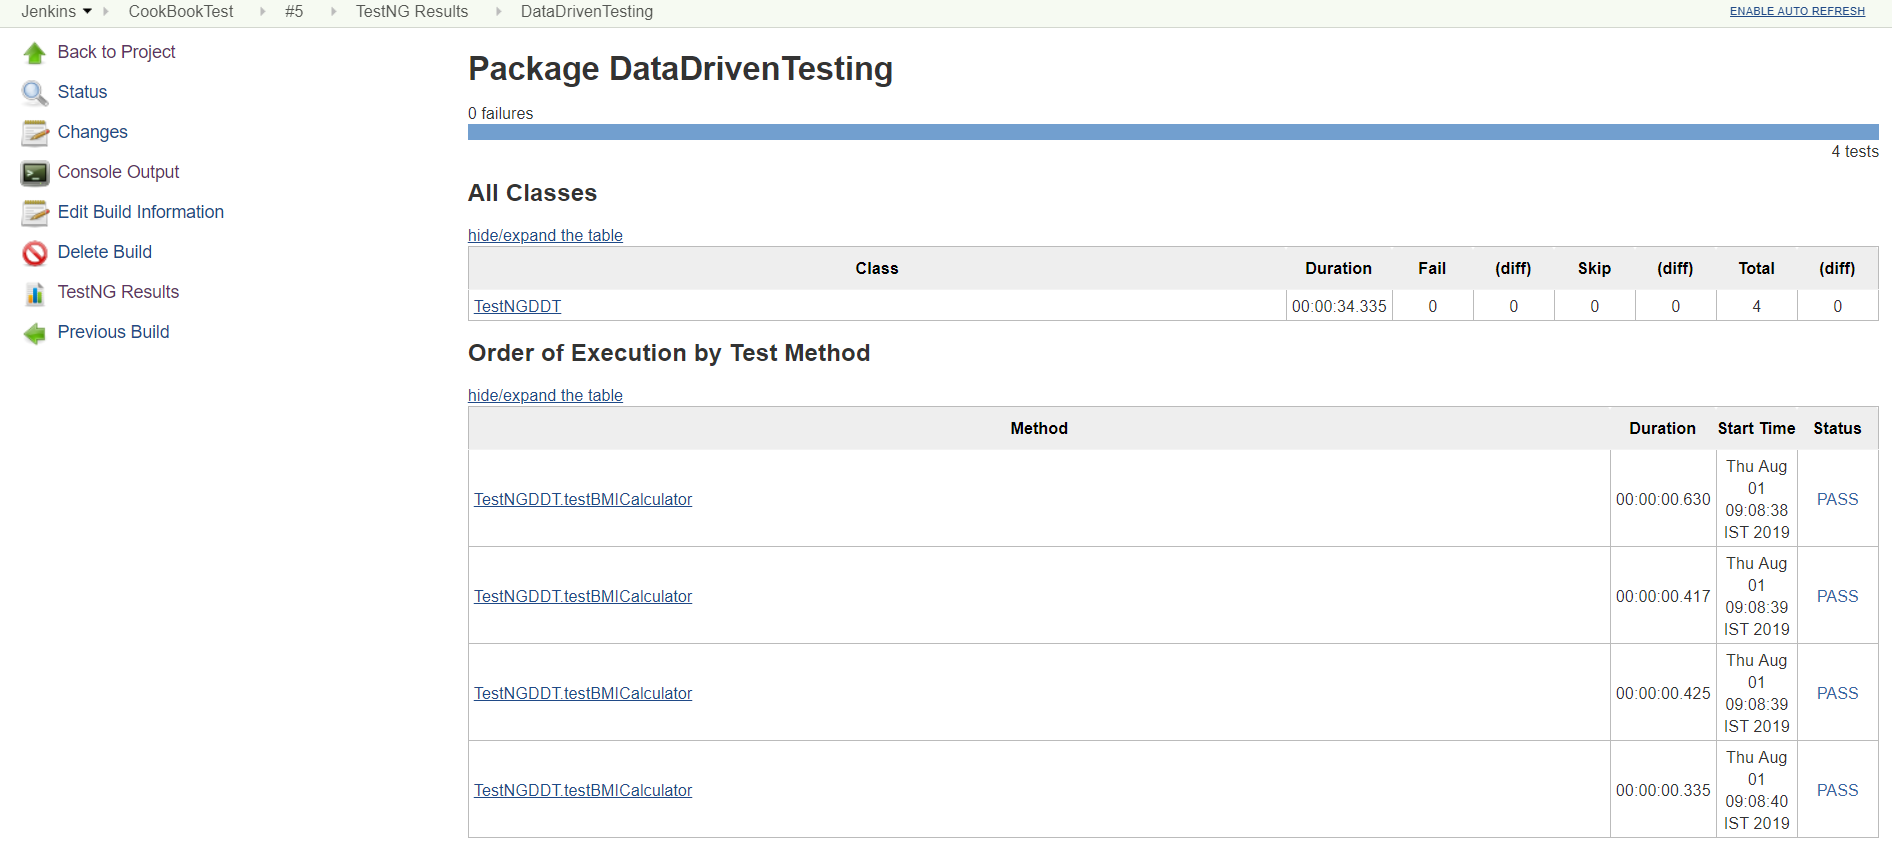 Jenkins CookBookTest #5 TestNG Results DataDrivenTesting ENABLE AUTO REFRESH
Back to Project
Status
Changes
Console Output
Edit Build Information
Delete Build
TestNG Results
Previous Build
Package DataDrivenTesting
0 failures
4 tests
All Classes
hide/expand the table
Class Duration Fail (diff) Skip (diff) Total (diff)
TestNGDDT 00:00:34.335 0 0 0 0 4 0
Order of Execution by Test Method
hide/expand the table
Method Duration Start Time Status
TestNGDDT.testBMICalculator 00:00:00.630 Thu Aug
01
09:08:38
IST 2019
PASS
TestNGDDT.testBMICalculator 00:00:00.417 Thu Aug
01
09:08:39
IST 2019
PASS
TestNGDDT.testBMICalculator 00:00:00.425 Thu Aug
01
09:08:39
IST 2019
PASS
TestNGDDT.testBMICalculator 00:00:00.335 Thu Aug
01
09:08:40
IST 2019
PASS